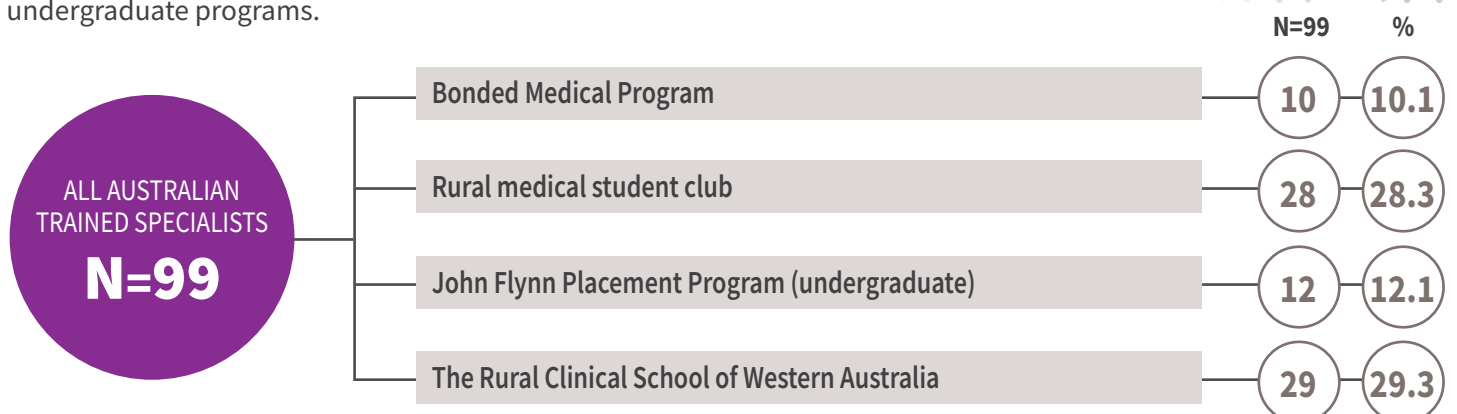 undergraduate programs.
N=99 %
ALL AUSTRALIAN
TRAINED SPECIALISTS
N=99
Bonded Medical Program 10 10.1
Rural medical student club 28 28.3
John Flynn Placement Program (undergraduate) 12 12.1
The Rural Clinical School of Western Australia 29 29.3